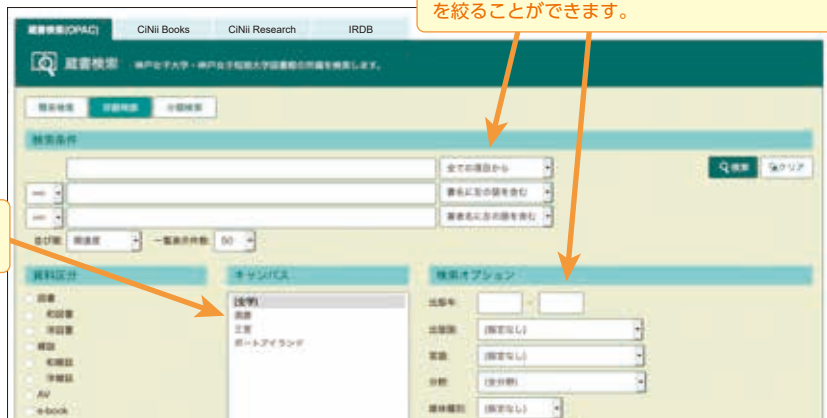 を絞ることができます。
蔵書検索(OPAC) CiNii Books CiNii Research IRDB
蔵書検索 神戸女子大学・神戸女子短期大学図書館の所蔵を検索します。
簡易検索 詳細検索 分類検索
検索条件
全ての項目から 検索 クリア
and 書名に左の語を含む
and 著者名に左の語を含む
並び順: 関連度 一覧表示件数: 50
資料区分 キャンパス 検索オプション
図書 (全学) 出版年: -
和図書 須磨
洋図書 三宮 出版国: (指定なし)
雑誌 ポートアイランド
和雑誌 言語: (指定なし)
洋雑誌 分野: (全分野)
AV
e-book 媒体種別: (指定なし)